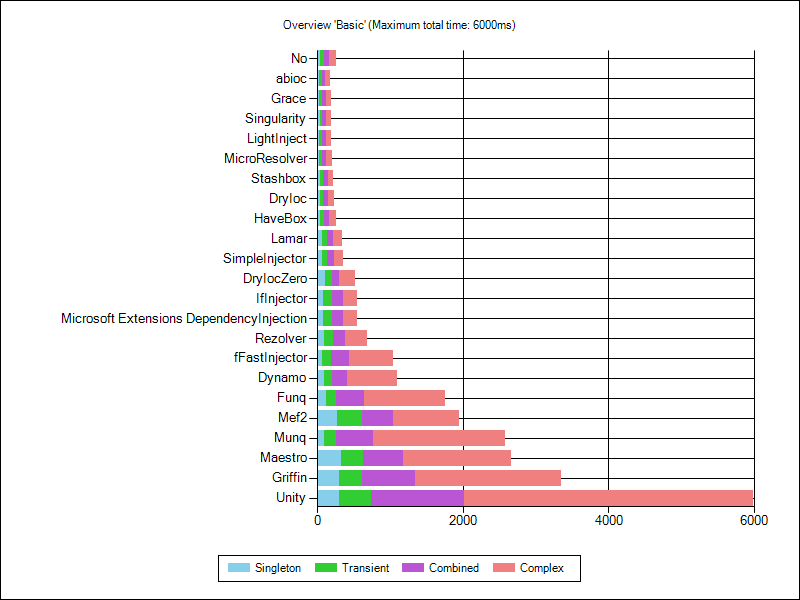 Overview 'Basic' (Maximum total time: 6000ms)
No
abioc
Grace
Singularity
LightInject
MicroResolver
Stashbox
DryIoc
HaveBox
Lamar
SimpleInjector
DryIocZero
IfInjector
Microsoft Extensions DependencyInjection
Rezolver
fFastInjector
Dynamo
Funq
Mef2
Munq
Maestro
Griffin
Unity
0 2000 4000 6000
Singleton Transient Combined Complex